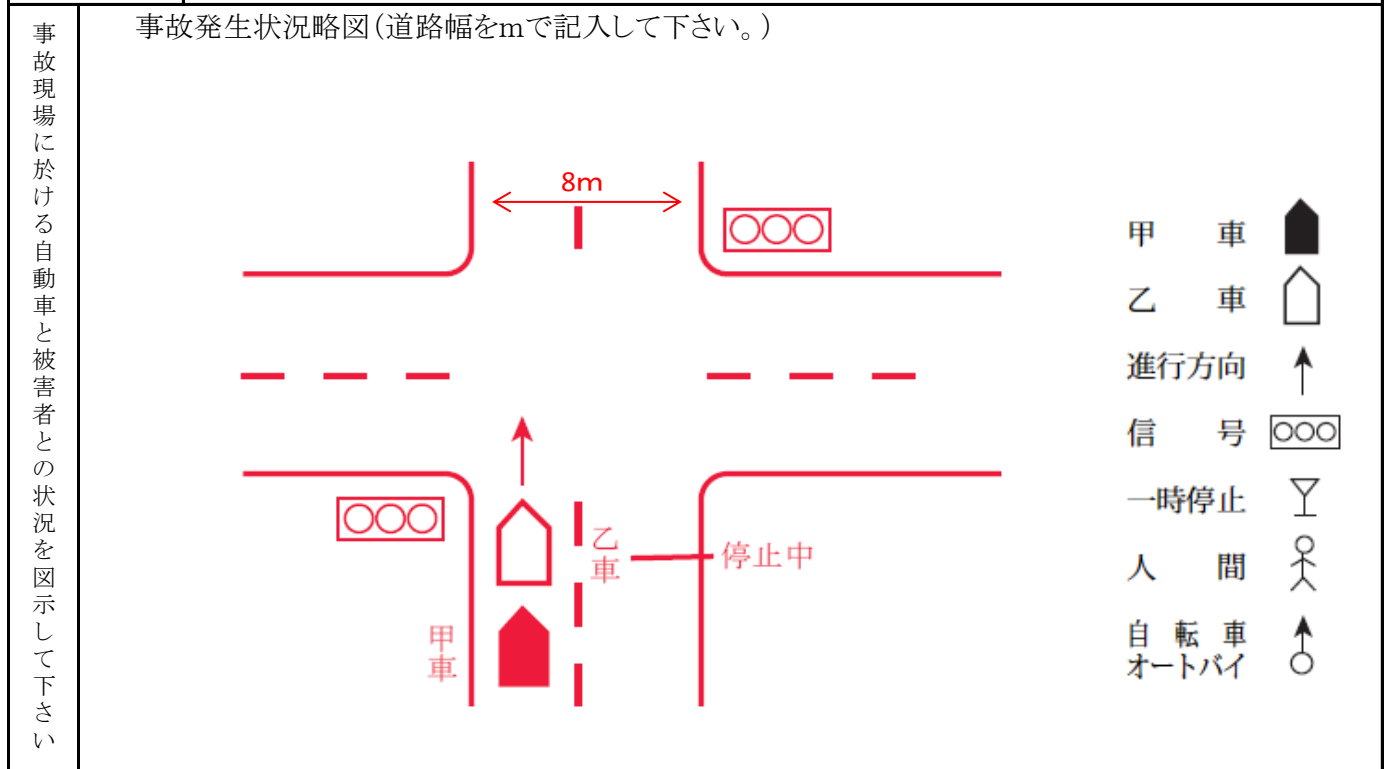 事故発生状況略図(道路幅をmで記入して下さい。)
事故現場に於ける自動車と被害者との状況を図示して下さい
8m
乙車
停止中
甲車
甲 車
乙 車
進行方向
信 号
一時停止
人 間
自 転 車
オートバイ